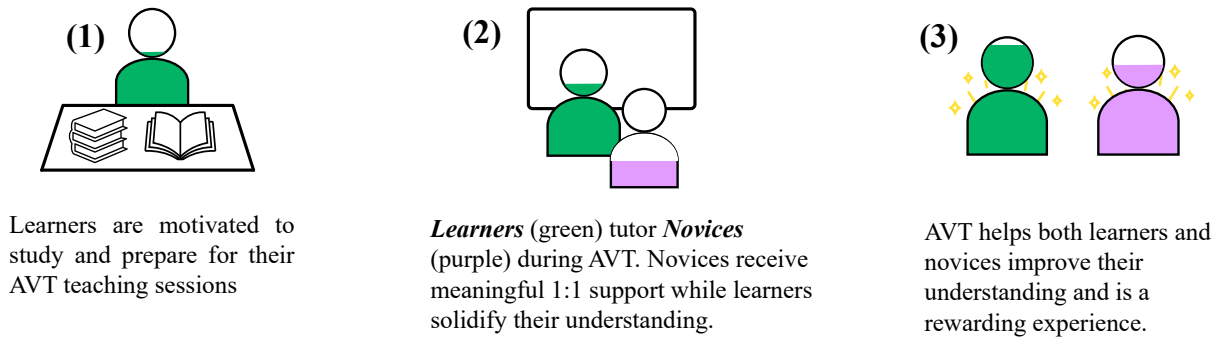 (1)
Learners are motivated to
study and prepare for their
AVT teaching sessions
(2)
Learners (green) tutor Novices
(purple) during AVT. Novices receive
meaningful 1:1 support while learners
solidify their understanding.
(3)
AVT helps both learners and
novices improve their
understanding and is a
rewarding experience.